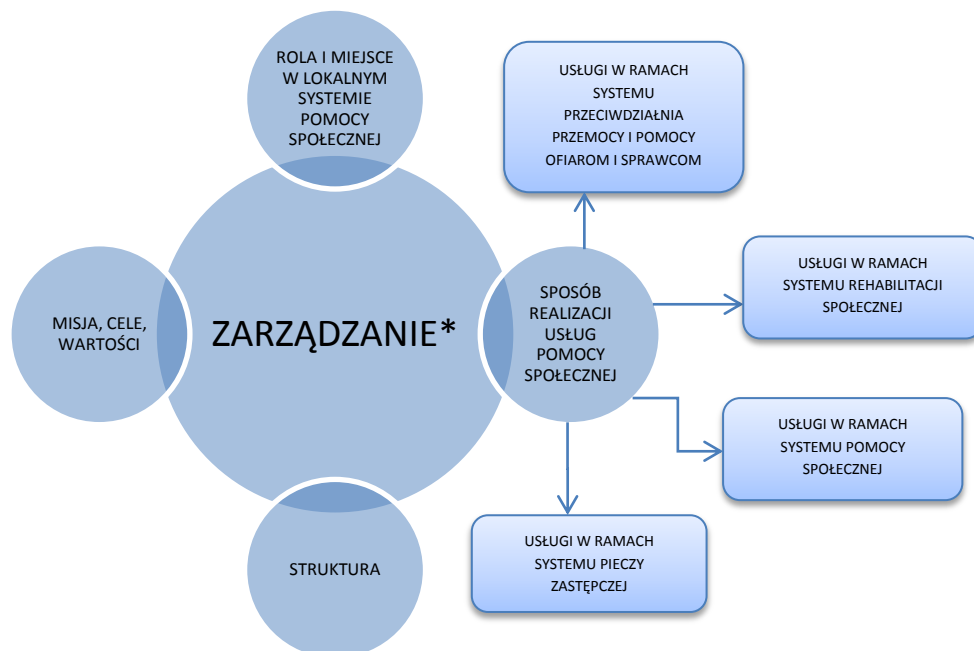 ROLA I MIEJSCE
W LOKALNYM
SYSTEMIE
POMOCY
SPOŁECZNEJ
USŁUGI W RAMACH
SYSTEMU
PRZECIWDZIAŁNIA
PRZEMOCY I POMOCY
OFIAROM I SPRAWCOM
MISJA, CELE,
WARTOŚCI
ZARZĄDZANIE*
SPOSÓB
REALIZACJI
USŁUG
POMOCY
SPOŁECZNEJ
USŁUGI W RAMACH
SYSTEMU REHABILITACJI
SPOŁECZNEJ
USŁUGI W RAMACH
SYSTEMU POMOCY
SPOŁECZNEJ
STRUKTURA
USŁUGI W RAMACH
SYSTEMU PIECZY
ZASTĘPCZEJ